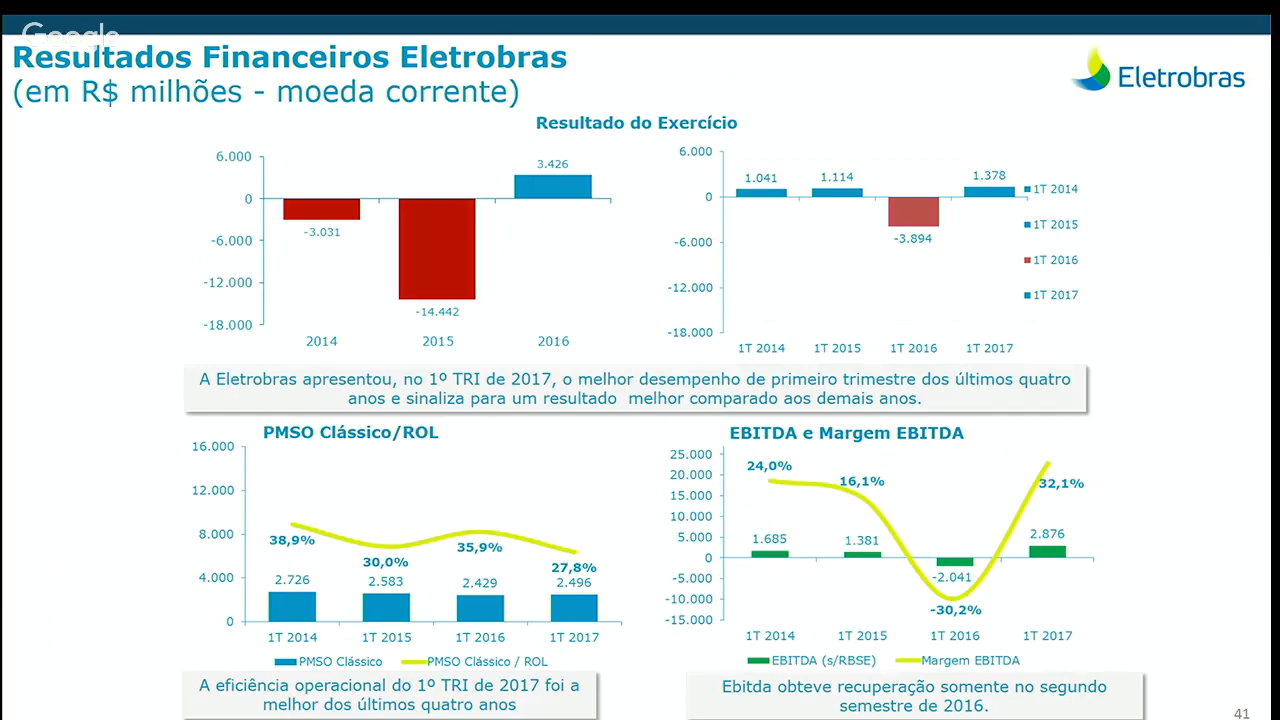 Google
Resultados Financeiros Eletrobras
(em R$ milhões - moeda corrente)
Eletrobras
Resultado do Exercício
6.000
0
-6.000
-12.000
-18.000
-3.031
-14.442
3.426
2014
2015
2016
6.000
0
-6.000
-12.000
-18.000
1.041
1.114
-3.894
1.378
1T 2014
1T 2015
1T 2016
1T 2017
1T 2014
1T 2015
1T 2016
1T 2017
A Eletrobras apresentou, no 1º TRI de 2017, o melhor desempenho de primeiro trimestre dos últimos quatro
anos e sinaliza para um resultado melhor comparado aos demais anos.
PMSO Clássico/ROL
16.000
12.000
8.000
4.000
0
38,9%
30,0%
35,9%
27,8%
2.726
2.583
2.429
2.496
1T 2014
1T 2015
1T 2016
1T 2017
PMSO Clássico
PMSO Clássico / ROL
A eficiência operacional do 1º TRI de 2017 foi a
melhor dos últimos quatro anos
EBITDA e Margem EBITDA
25.000
20.000
15.000
10.000
5.000
0
-5.000
-10.000
-15.000
24,0%
16,1%
-30,2%
32,1%
1.685
1.381
-2.041
2.876
1T 2014
1T 2015
1T 2016
1T 2017
EBITDA (s/RBSE)
Margem EBITDA
Ebitda obteve recuperação somente no segundo
semestre de 2016.
41